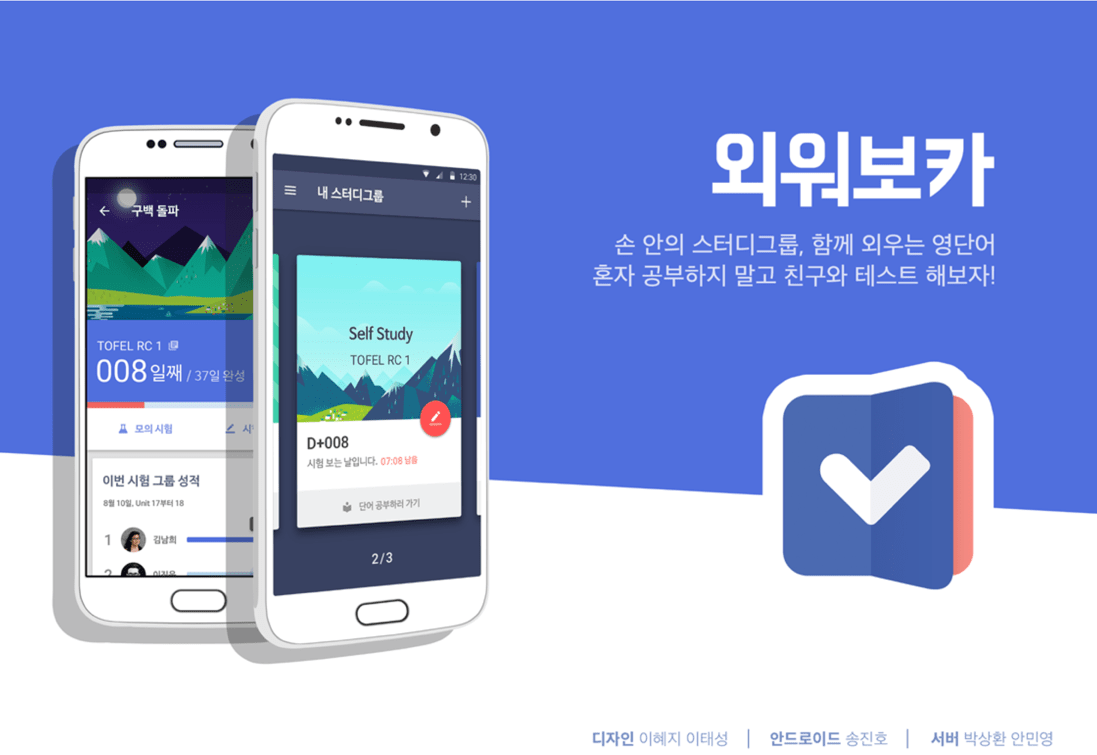 외워보카
손 안의 스터디그룹, 함께 외우는 영단어
혼자 공부하지 말고 친구와 테스트 해보자!
구백 돌파
TOFEL RC 1
008일째 / 37일 완성
모의시험
이번 시험 그룹 성적
8월 10일, Unit 17부터 18
1 김남희
2
12:30
내 스터디그룹
Self Study
TOFEL RC 1
D+008
시험 보는 날입니다. 07:08 남음
단어 공부하러 가기
2/3
디자인 이혜지 이태성 | 안드로이드 송진호 | 서버 박상환 안민영